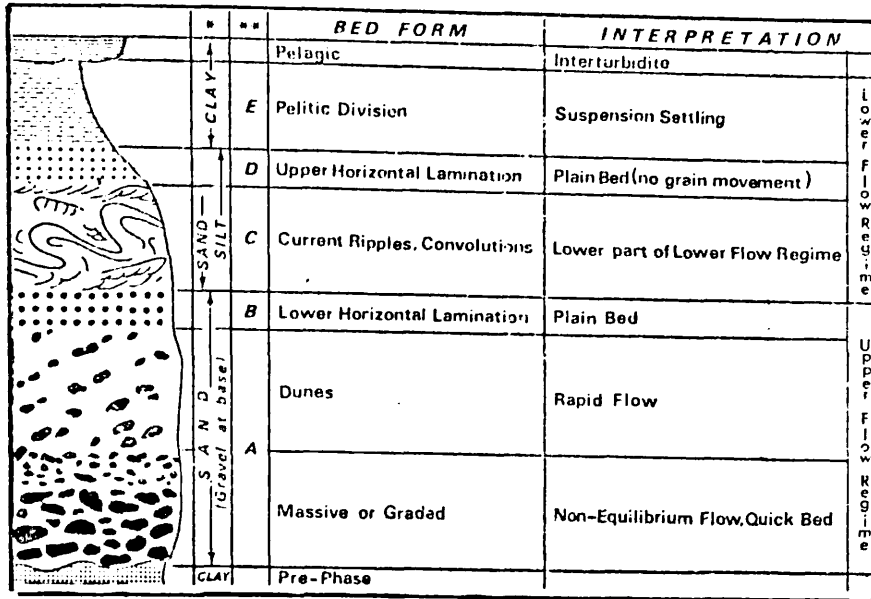 * ** BED FORM INTERPRETATION
Pelagic Interturbidite
CLAY E Pelitic Division Suspension Settling
D Upper Horizontal Lamination Plain Bed (no grain movement)
SAND SILT C Current Ripples, Convolutions Lower part of Lower Flow Regime
Lower Flow Regime
B Lower Horizontal Lamination Plain Bed
SAND (Gravel at base) A
Dunes Rapid Flow
Massive or Graded Non-Equilibrium Flow, Quick Bed
Upper Flow Regime
CLAY Pre-Phase